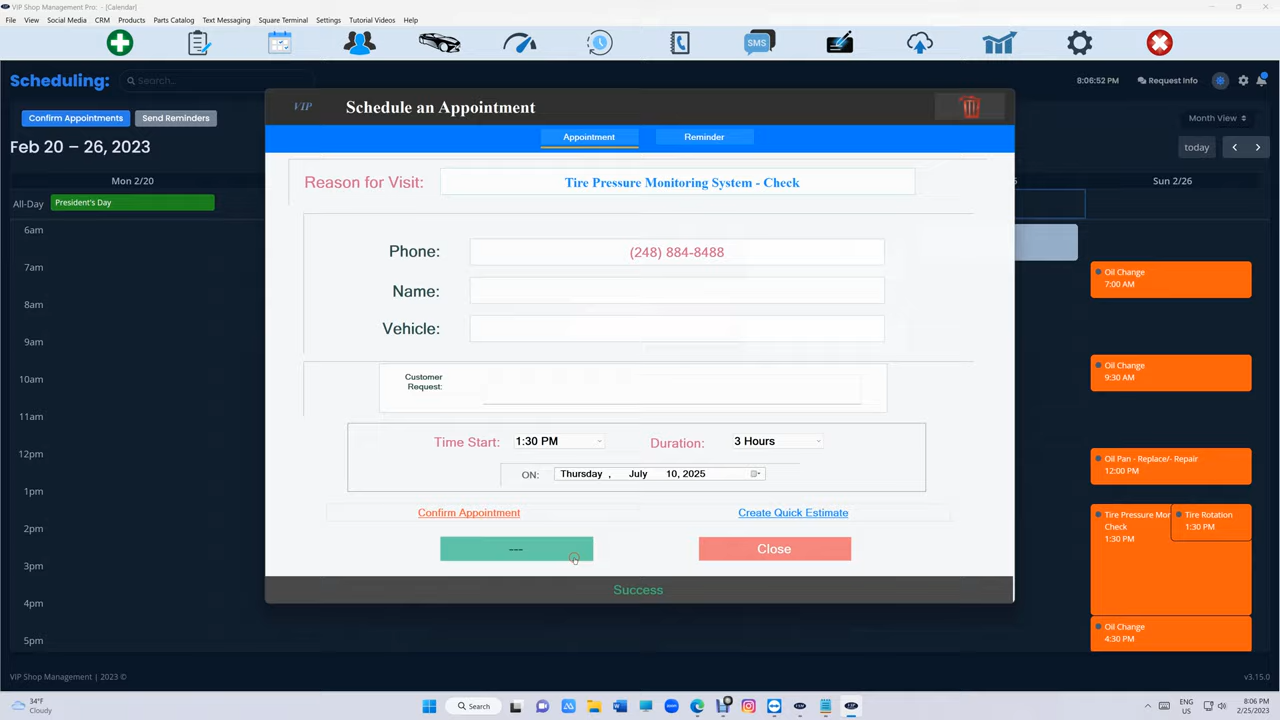 VIP Shop Management Pro: - [Calendar]
File View Social Media CRM Products Parts Catalog Text Messaging Square Terminal Settings Tutorial Videos Help
SMS
Scheduling:
Search...
8:06:52 PM
Request Info
Confirm Appointments
Send Reminders
Month View
Feb 20 – 26, 2023
today
Mon 2/20
Sun 2/26
All-Day
President's Day
6am
7am
8am
9am
10am
11am
12pm
1pm
2pm
3pm
4pm
5pm
VIP
Schedule an Appointment
Appointment
Reminder
Reason for Visit:
Tire Pressure Monitoring System - Check
Phone:
(248) 884-8488
Name:
Vehicle:
Customer
Request:
Time Start:
1:30 PM
Duration:
3 Hours
ON:
Thursday , July 10, 2025
Confirm Appointment
Create Quick Estimate
---
Close
Success
Oil Change
7:00 AM
Oil Change
9:30 AM
Oil Pan - Replace/- Repair
12:00 PM
Tire Pressure Mor
Check
1:30 PM
Tire Rotation
1:30 PM
Oil Change
4:30 PM
VIP Shop Management | 2023 ©
v3.15.0
34°F
Cloudy
Search
ENG
US
8:06 PM
2/25/2023